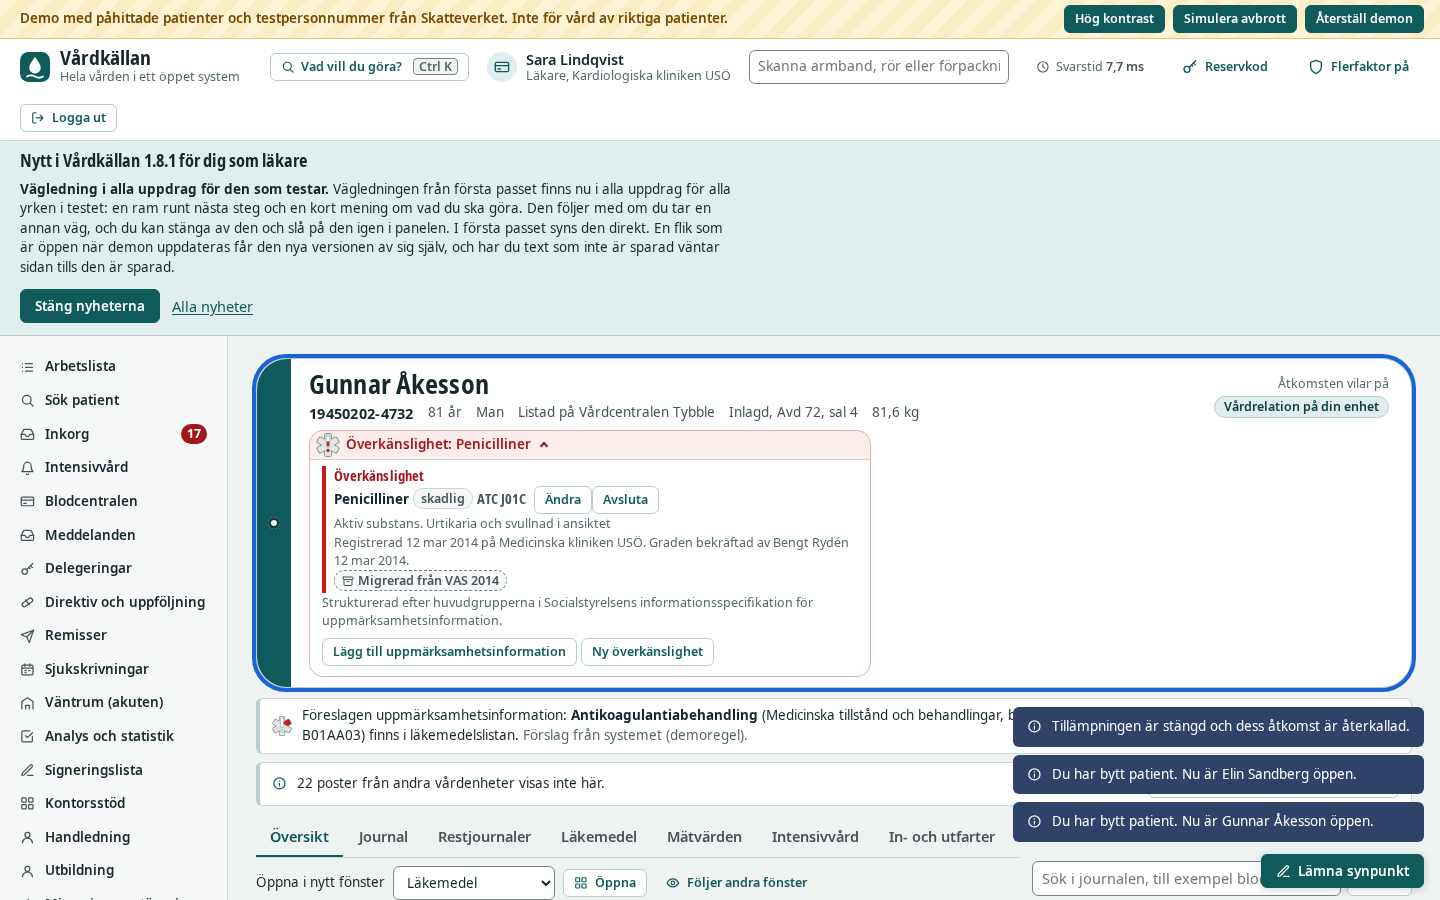 Demo med påhittade patienter och testpersonnummer från Skatteverket. Inte för vård av riktiga patienter.
Hög kontrast
Simulera avbrott
Återställ demon
Vårdkällan
Hela vården i ett öppet system
Vad vill du göra? Ctrl K
Sara Lindqvist
Läkare, Kardiologiska kliniken USÖ
Skanna armband, rör eller förpackni
Svarstid 7,7 ms
Reservkod
Flerfaktor på
Logga ut
Nytt i Vårdkällan 1.8.1 för dig som läkare
Vägledning i alla uppdrag för den som testar. Vägledningen från första passet finns nu i alla uppdrag för alla
yrken i testet: en ram runt nästa steg och en kort mening om vad du ska göra. Den följer med om du tar en
annan väg, och du kan stänga av den och slå på den igen i panelen. I första passet syns den direkt. En flik som
är öppen när demon uppdateras får den nya versionen av sig själv, och har du text som inte är sparad väntar
sidan tills den är sparad.
Stäng nyheterna
Alla nyheter
Arbetslista
Sök patient
Inkorg 17
Intensivvård
Blodcentralen
Meddelanden
Delegeringar
Direktiv och uppföljning
Remisser
Sjukskrivningar
Väntrum (akuten)
Analys och statistik
Signeringslista
Kontorsstöd
Handledning
Utbildning
Gunnar Åkesson
19450202-4732 81 år Man Listad på Vårdcentralen Tybble Inlagd, Avd 72, sal 4 81,6 kg
Åtkomsten vilar på
Vårdrelation på din enhet
Överkänslighet: Penicilliner
Överkänslighet
Penicilliner skadlig ATC J01C Ändra Avsluta
Aktiv substans. Urtikaria och svullnad i ansiktet
Registrerad 12 mar 2014 på Medicinska kliniken USÖ. Graden bekräftad av Bengt Rydén
12 mar 2014.
Migrerad från VAS 2014
Strukturerad efter huvudgrupperna i Socialstyrelsens informationsspecifikation för
uppmärksamhetsinformation.
Lägg till uppmärksamhetsinformation
Ny överkänslighet
Föreslagen uppmärksamhetsinformation: Antikoagulantiabehandling (Medicinska tillstånd och behandlingar, b
B01AA03) finns i läkemedelslistan. Förslag från systemet (demoregel).
22 poster från andra vårdenheter visas inte här.
Tillämpningen är stängd och dess åtkomst är återkallad.
Du har bytt patient. Nu är Elin Sandberg öppen.
Du har bytt patient. Nu är Gunnar Åkesson öppen.
Översikt
Journal
Restjournaler
Läkemedel
Mätvärden
Intensivvård
In- och utfarter
Öppna i nytt fönster
Läkemedel
Öppna
Följer andra fönster
Sök i journalen, till exempel blo
Lämna synpunkt